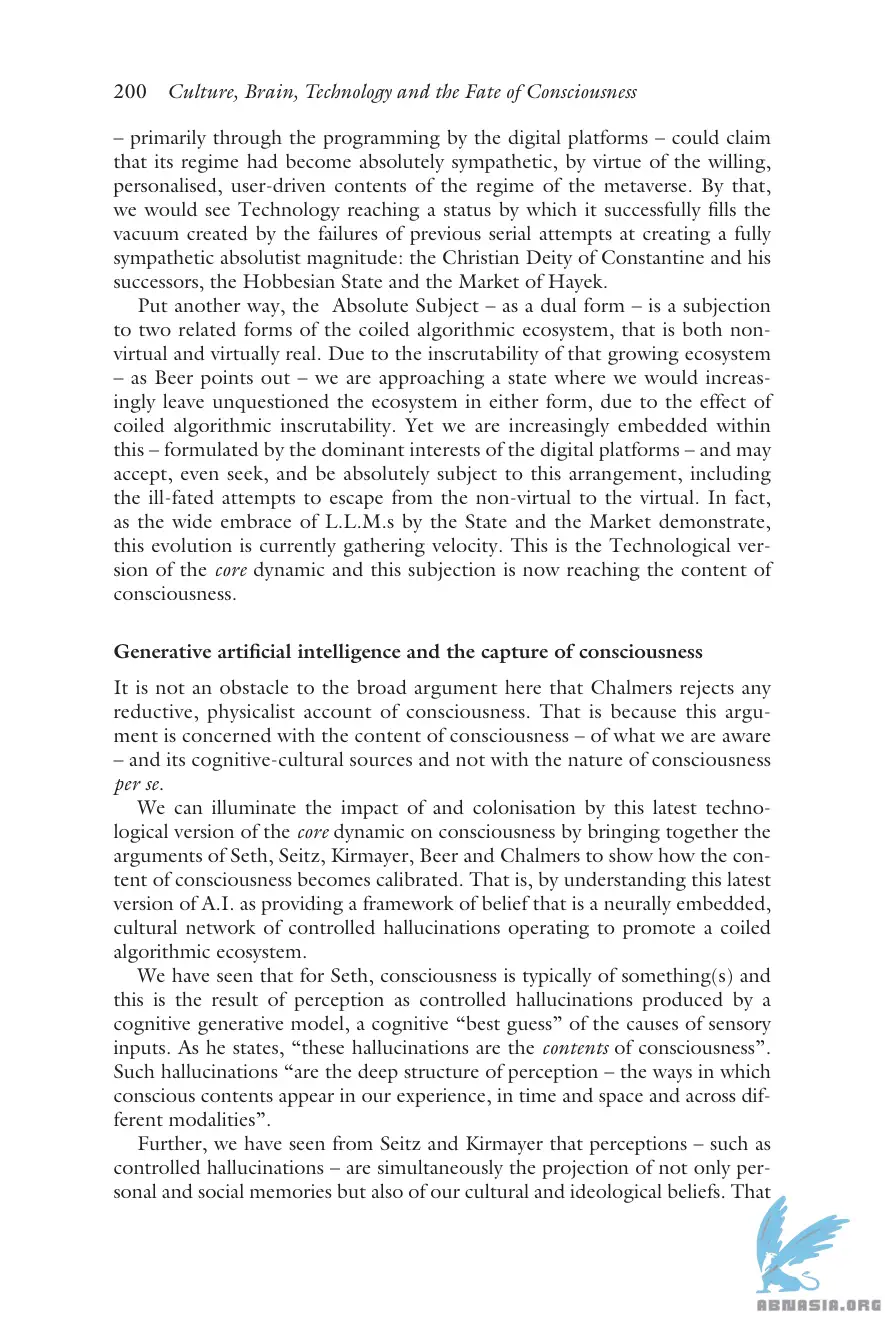 200 Culture, Brain, Technology and the Fate of Consciousness
– primarily through the programming by the digital platforms – could claim
that its regime had become absolutely sympathetic, by virtue of the willing,
personalised, user-driven contents of the regime of the metaverse. By that,
we would see Technology reaching a status by which it successfully fills the
vacuum created by the failures of previous serial attempts at creating a fully
sympathetic absolutist magnitude: the Christian Deity of Constantine and his
successors, the Hobbesian State and the Market of Hayek.
Put another way, the Absolute Subject – as a dual form – is a subjection
to two related forms of the coiled algorithmic ecosystem, that is both non-
virtual and virtually real. Due to the inscrutability of that growing ecosystem
– as Beer points out – we are approaching a state where we would increas-
ingly leave unquestioned the ecosystem in either form, due to the effect of
coiled algorithmic inscrutability. Yet we are increasingly embedded within
this – formulated by the dominant interests of the digital platforms – and may
accept, even seek, and be absolutely subject to this arrangement, including
the ill-fated attempts to escape from the non-virtual to the virtual. In fact,
as the wide embrace of L.L.M.s by the State and the Market demonstrate,
this evolution is currently gathering velocity. This is the Technological ver-
sion of the core dynamic and this subjection is now reaching the content of
consciousness.
Generative artificial intelligence and the capture of consciousness
It is not an obstacle to the broad argument here that Chalmers rejects any
reductive, physicalist account of consciousness. That is because this argu-
ment is concerned with the content of consciousness – of what we are aware
– and its cognitive-cultural sources and not with the nature of consciousness
per se.
We can illuminate the impact of and colonisation by this latest techno-
logical version of the core dynamic on consciousness by bringing together the
arguments of Seth, Seitz, Kirmayer, Beer and Chalmers to show how the con-
tent of consciousness becomes calibrated. That is, by understanding this latest
version of A.I. as providing a framework of belief that is a neurally embedded,
cultural network of controlled hallucinations operating to promote a coiled
algorithmic ecosystem.
We have seen that for Seth, consciousness is typically of something(s) and
this is the result of perception as controlled hallucinations produced by a
cognitive generative model, a cognitive “best guess” of the causes of sensory
inputs. As he states, “these hallucinations are the contents of consciousness”.
Such hallucinations “are the deep structure of perception – the ways in which
conscious contents appear in our experience, in time and space and across dif-
ferent modalities”.
Further, we have seen from Seitz and Kirmayer that perceptions – such as
controlled hallucinations – are simultaneously the projection of not only per-
sonal and social memories but also of our cultural and ideological beliefs. That
ABNASIA.ORG